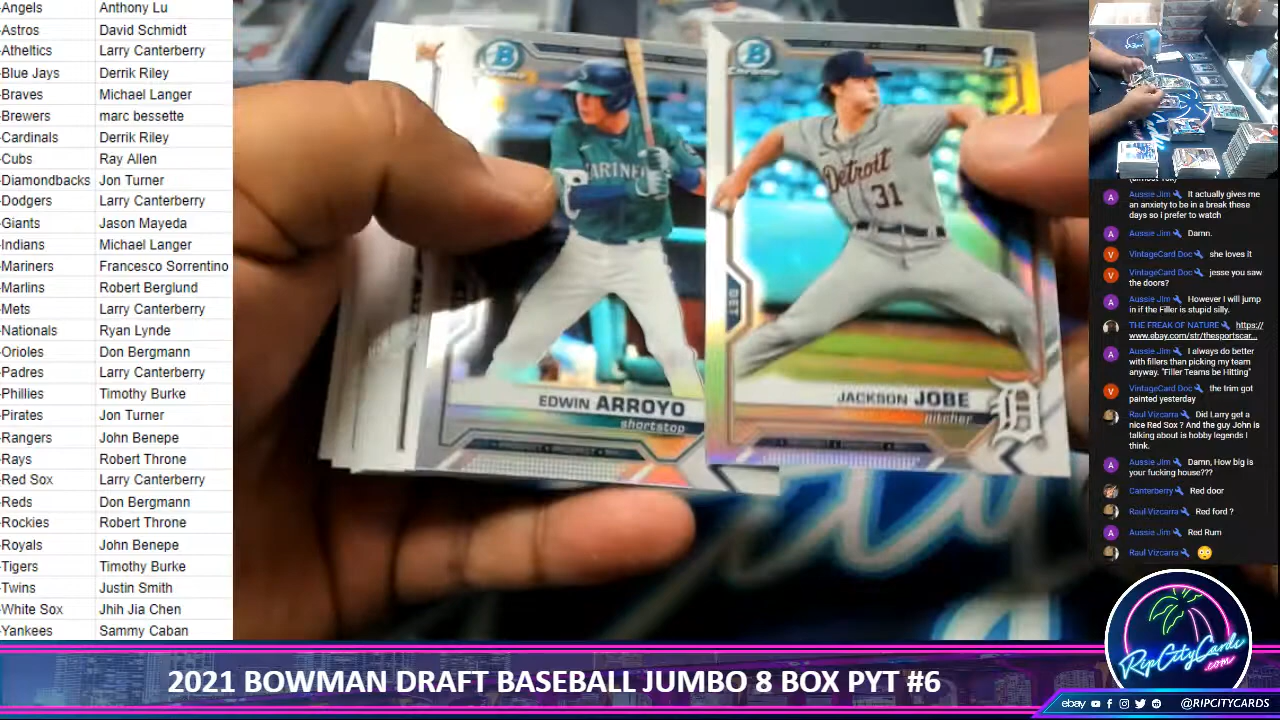 -Angels Anthony Lu
-Astros David Schmidt
-Atheltics Larry Canterberry
-Blue Jays Derrik Riley
-Braves Michael Langer
-Brewers marc bessette
-Cardinals Derrik Riley
-Cubs Ray Allen
-Diamondbacks Jon Turner
-Dodgers Larry Canterberry
-Giants Jason Mayeda
-Indians Michael Langer
-Mariners Francesco Sorrentino
-Marlins Robert Berglund
-Mets Larry Canterberry
-Nationals Ryan Lynde
-Orioles Don Bergmann
-Padres Larry Canterberry
-Phillies Timothy Burke
-Pirates Jon Turner
-Rangers John Benepe
-Rays Robert Throne
-Red Sox Larry Canterberry
-Reds Don Bergmann
-Rockies Robert Throne
-Royals John Benepe
-Tigers Timothy Burke
-Twins Justin Smith
-White Sox Jhih Jia Chen
-Yankees Sammy Caban
B
Chrome
MARINE
EDWIN ARROYO
shortstop
B
Chrome
1st
Detroit
31
DET
JACKSON JOBE
pitcher
D
A Aussie Jim It actually gives me
an anxiety to be in a break these
days so i prefer to watch
A Aussie Jim Damn.
V VintageCard Doc she loves it
V VintageCard Doc jesse you saw
the doors?
A Aussie Jim However I will jump
in if the Filler is stupid silly.
THE FREAK OF NATURE https://
www.ebay.com/str/thesportscar...
A Aussie Jim I always do better
with fillers than picking my team
anyway. "Filler Teams be Hitting"
V VintageCard Doc the trim got
painted yesterday
Raul Vizcarra Did Larry get a
nice Red Sox ? And the guy John is
talking about is hobby legends I
think.
A Aussie Jim Damn, How big is
your fucking house???
Canterberry Red door
Raul Vizcarra Red ford ?
A Aussie Jim Red Rum
Raul Vizcarra 😳
RipCityCards
.com
2021 BOWMAN DRAFT BASEBALL JUMBO 8 BOX PYT #6
ebay @RIPCITYCARDS